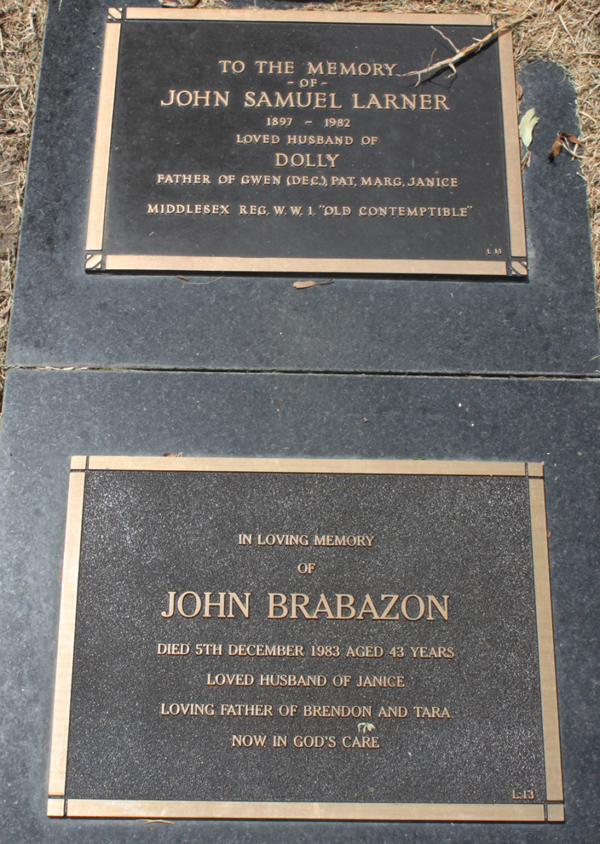 TO THE MEMORY
- OF -
JOHN SAMUEL LARNER
1897 - 1982
LOVED HUSBAND OF
DOLLY
FATHER OF GWEN (DEC.), PAT, MARG, JANICE
MIDDLESEX REG. W.W. 1. "OLD CONTEMPTIBLE"
L 13
IN LOVING MEMORY
OF
JOHN BRABAZON
DIED 5TH DECEMBER 1983 AGED 43 YEARS
LOVED HUSBAND OF JANICE
LOVING FATHER OF BRENDON AND TARA
NOW IN GOD'S CARE
L:13